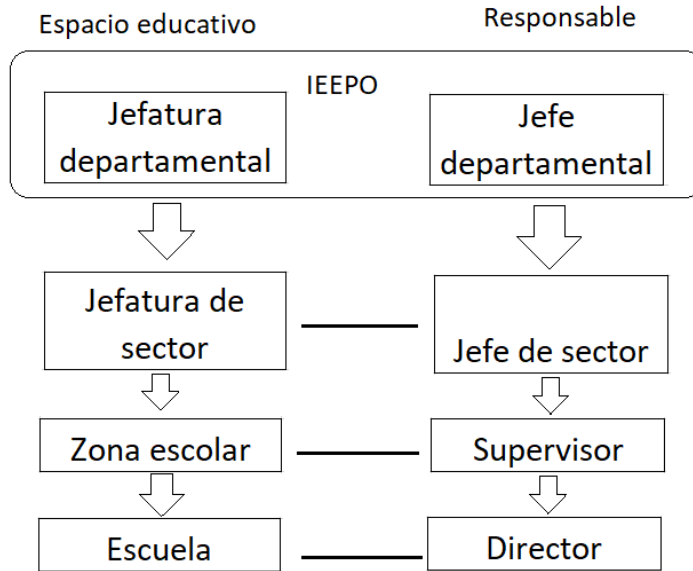 Espacio educativo
Responsable
IEEPO
Jefatura
departamental
Jefe
departamental
Jefatura de
sector
Jefe de sector
Zona escolar
Supervisor
Escuela
Director